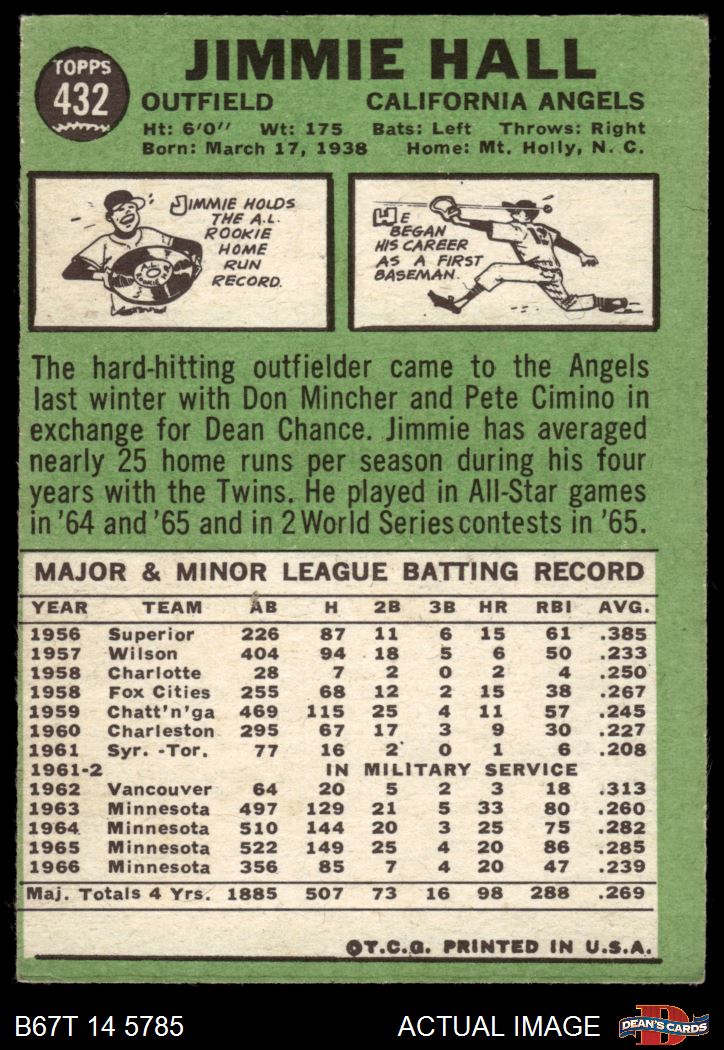 TOPPS
432
JIMMIE HALL
OUTFIELD CALIFORNIA ANGELS
Ht: 6'0" Wt: 175 Bats: Left Throws: Right
Born: March 17, 1938 Home: Mt. Holly, N. C.
JIMMIE HOLDS
THE A.L.
ROOKIE
HOME
RUN
RECORD.
HE
BEGAN
HIS CAREER
AS A FIRST
BASEMAN.
The hard-hitting outfielder came to the Angels
last winter with Don Mincher and Pete Cimino in
exchange for Dean Chance. Jimmie has averaged
nearly 25 home runs per season during his four
years with the Twins. He played in All-Star games
in '64 and '65 and in 2 World Series contests in '65.
MAJOR & MINOR LEAGUE BATTING RECORD
YEAR TEAM AB H 2B 3B HR RBI AVG.
1956 Superior 226 87 11 6 15 61 .385
1957 Wilson 404 94 18 5 6 50 .233
1958 Charlotte 28 7 2 0 2 4 .250
1958 Fox Cities 255 68 12 2 15 38 .267
1959 Chatt'n'ga 469 115 25 4 11 57 .245
1960 Charleston 295 67 17 3 9 30 .227
1961 Syr. -Tor. 77 16 2 0 1 6 .208
1961-2 IN MILITARY SERVICE
1962 Vancouver 64 20 5 2 3 18 .313
1963 Minnesota 497 129 21 5 33 80 .260
1964 Minnesota 510 144 20 3 25 75 .282
1965 Minnesota 522 149 25 4 20 86 .285
1966 Minnesota 356 85 7 4 20 47 .239
Maj. Totals 4 Yrs. 1885 507 73 16 98 288 .269
©T.C.G. PRINTED IN U.S.A.
B67T 14 5785 ACTUAL IMAGE
DEAN'S CARDS